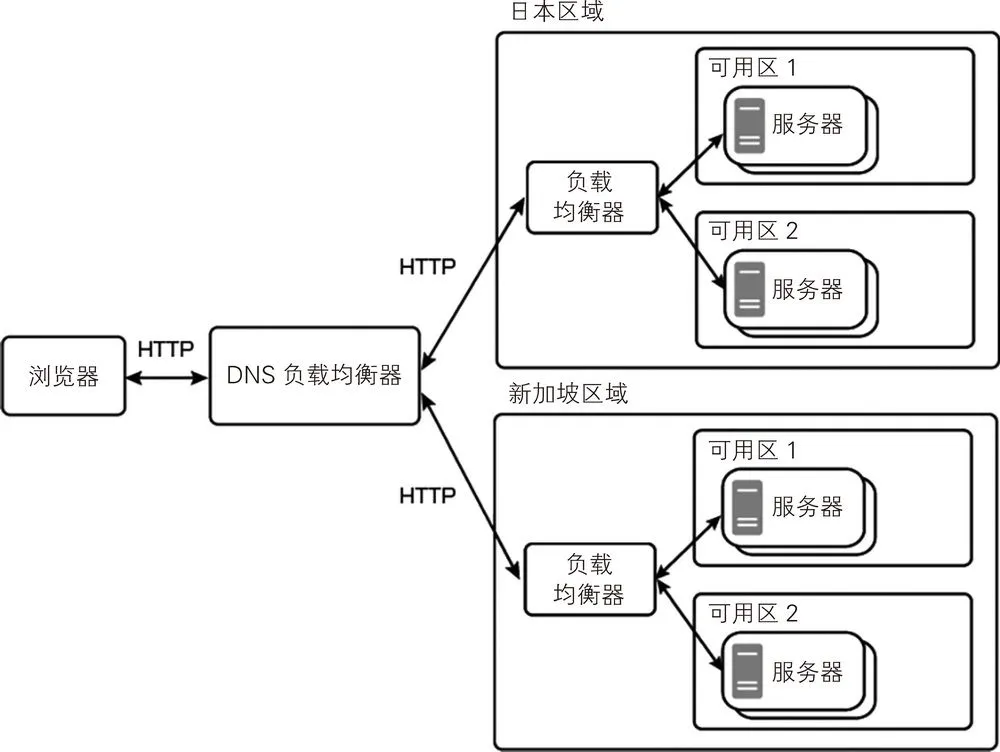 日本区域
可用区 1
服务器
负载
均衡器
可用区 2
服务器
HTTP
浏览器
HTTP
DNS 负载均衡器
新加坡区域
可用区 1
服务器
HTTP
负载
均衡器
可用区 2
服务器